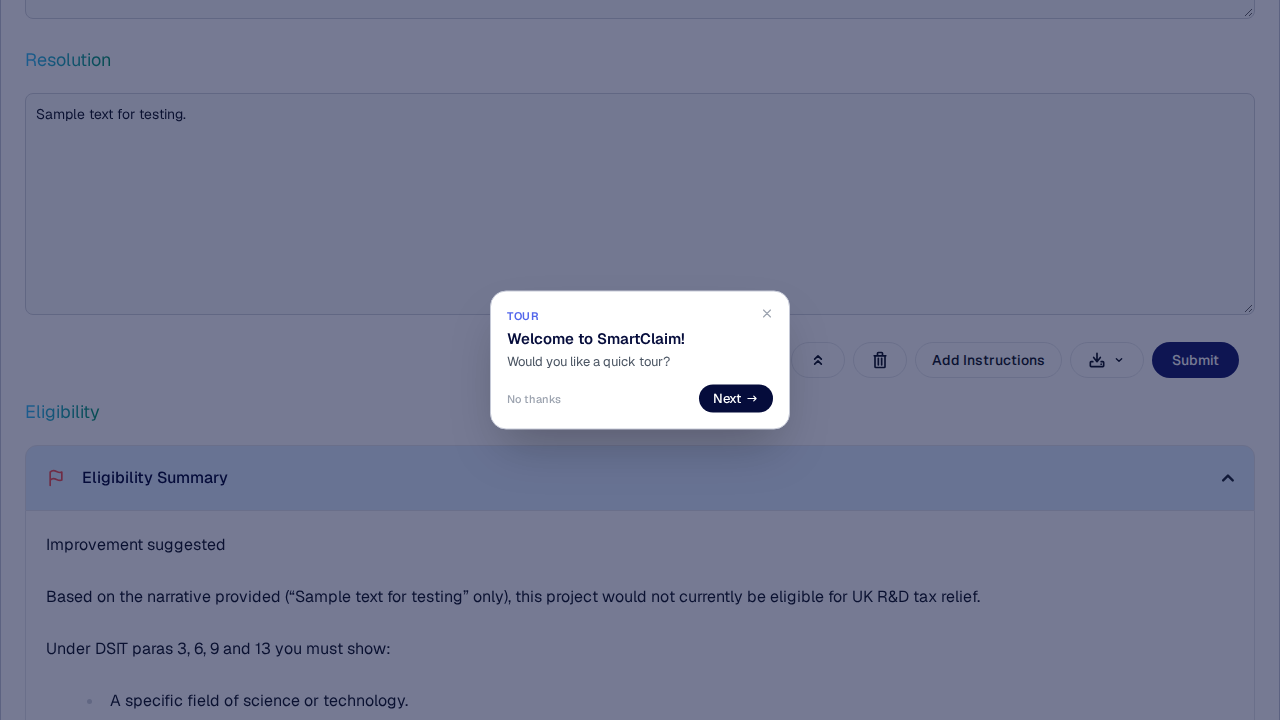 Resolution
Sample text for testing.
TOUR
Welcome to SmartClaim!
Would you like a quick tour?
No thanks
Next →
Add Instructions
Submit
Eligibility
Eligibility Summary
Improvement suggested
Based on the narrative provided (“Sample text for testing” only), this project would not currently be eligible for UK R&D tax relief.
Under DSIT paras 3, 6, 9 and 13 you must show:
• A specific field of science or technology.